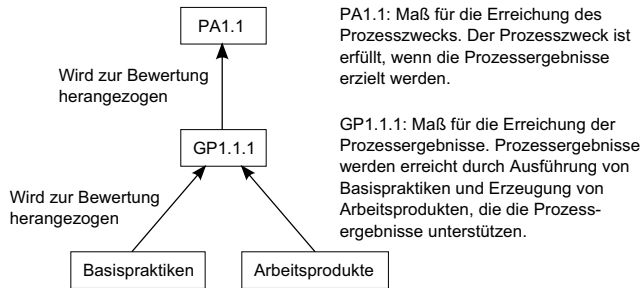 PA1.1
Wird zur Bewertung
herangezogen
GP1.1.1
Wird zur Bewertung
herangezogen
Basispraktiken
Arbeitsprodukte
PA1.1: Maß für die Erreichung des
Prozesszwecks. Der Prozesszweck ist
erfüllt, wenn die Prozessergebnisse
erzielt werden.
GP1.1.1: Maß für die Erreichung der
Prozessergebnisse. Prozessergebnisse
werden erreicht durch Ausführung von
Basispraktiken und Erzeugung von
Arbeitsprodukten, die die Prozess-
ergebnisse unterstützen.